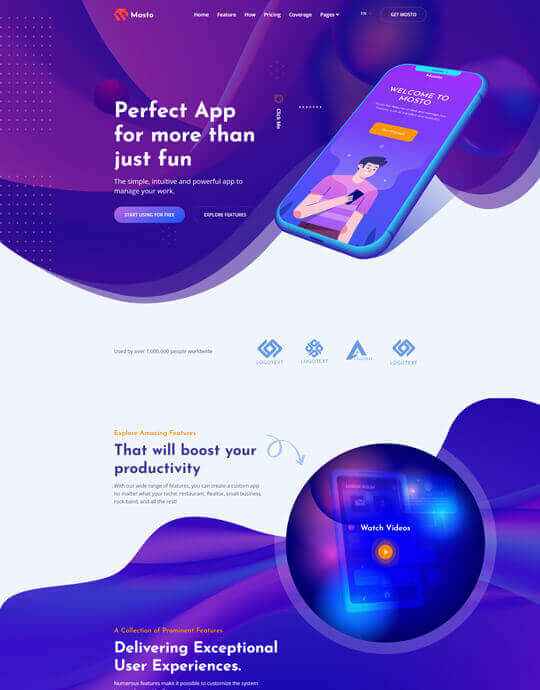 Mosto
Home Feature How Pricing Coverage Pages
EN
GET MOSTO
Perfect App
for more than
just fun
The simple, intuitive and powerful app to
manage your work.
START USING FOR FREE
EXPLORE FEATURES
Click Me
Mosto
WELCOME TO
MOSTO
Used by over 1,000,000 people worldwide
LOGOTEXT
LOGOTEXT
LOGOTEXT
Explore Amazing Features
That will boost your
productivity
With our wide range of features, you can create a custom app
no matter what your niche: restaurant, Realtor, small business,
rock-band, and all the rest!
Watch Videos
A Collection of Prominent Features
Delivering Exceptional
User Experiences.
Numerous features make it possible to customize the system